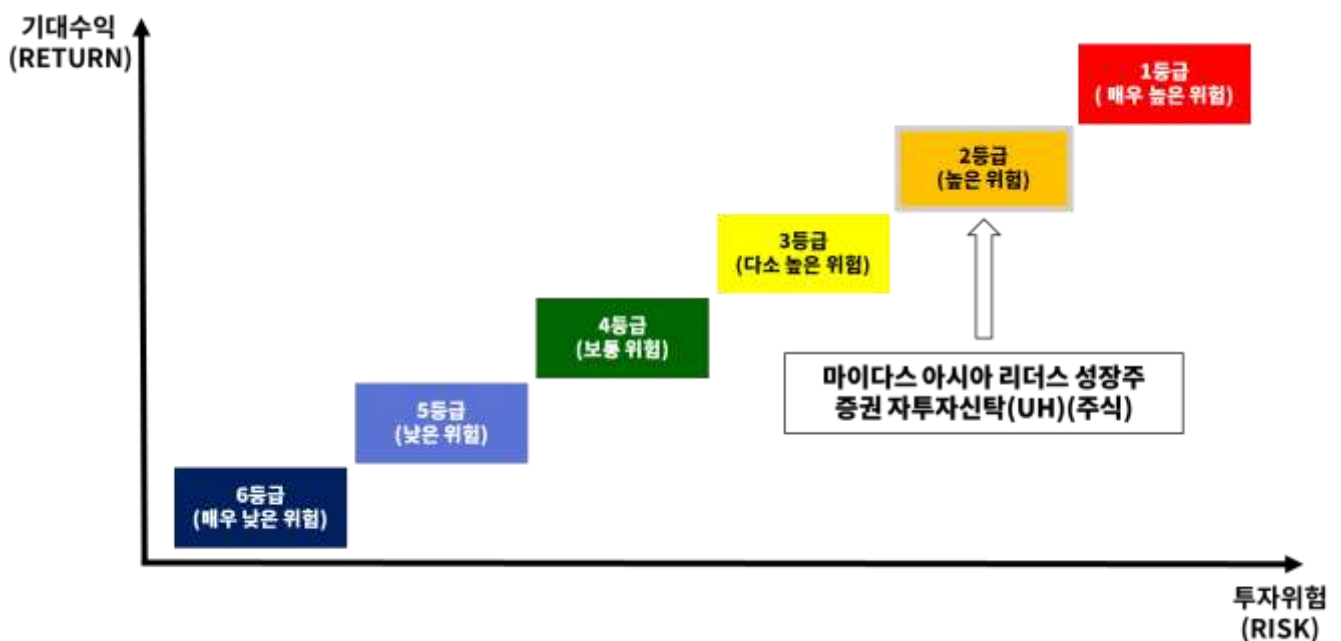 기대수익
(RETURN)
1등급
( 매우 높은 위험)
2등급
(높은 위험)
3등급
(다소 높은 위험)
4등급
(보통 위험)
마이다스 아시아 리더스 성장주
증권 자투자신탁(UH)(주식)
5등급
(낮은 위험)
6등급
(매우 낮은 위험)
투자위험
(RISK)